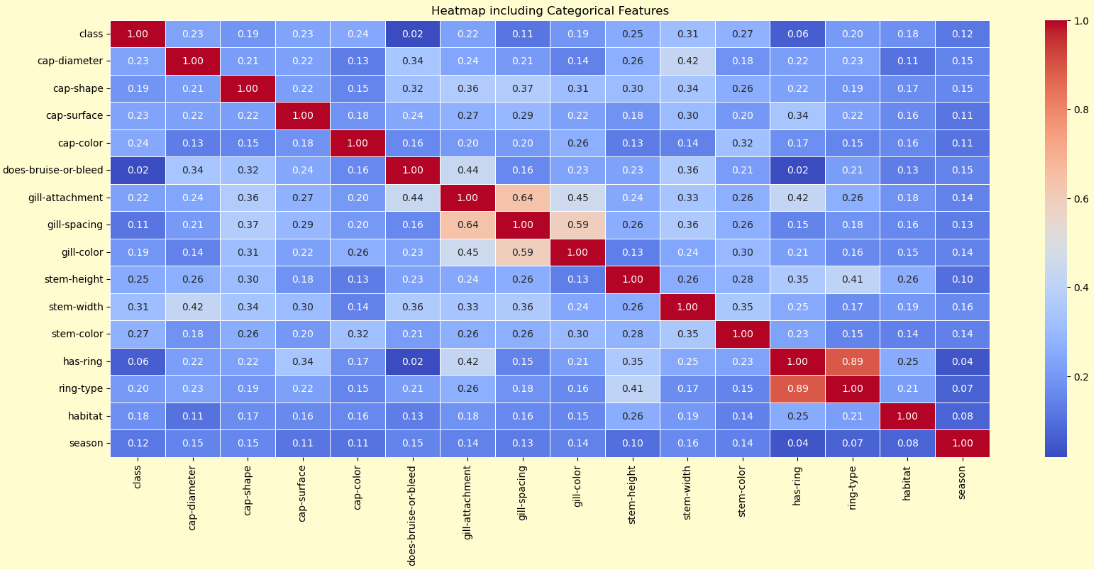 Heatmap including Categorical Features
class 1.00 0.23 0.19 0.23 0.24 0.02 0.22 0.11 0.19 0.25 0.31 0.27 0.06 0.20 0.18 0.12
cap-diameter 0.23 1.00 0.21 0.22 0.13 0.34 0.24 0.21 0.14 0.26 0.42 0.18 0.22 0.23 0.11 0.15
cap-shape 0.19 0.21 1.00 0.22 0.15 0.32 0.36 0.37 0.31 0.30 0.34 0.26 0.22 0.19 0.17 0.15
cap-surface 0.23 0.22 0.22 1.00 0.18 0.24 0.27 0.29 0.22 0.18 0.30 0.20 0.34 0.22 0.16 0.11
cap-color 0.24 0.13 0.15 0.18 1.00 0.16 0.20 0.20 0.26 0.13 0.14 0.32 0.17 0.15 0.16 0.11
does-bruise-or-bleed 0.02 0.34 0.32 0.24 0.16 1.00 0.44 0.16 0.23 0.23 0.36 0.21 0.02 0.21 0.13 0.15
gill-attachment 0.22 0.24 0.36 0.27 0.20 0.44 1.00 0.64 0.45 0.24 0.33 0.26 0.42 0.26 0.18 0.14
gill-spacing 0.11 0.21 0.37 0.29 0.20 0.16 0.64 1.00 0.59 0.26 0.36 0.26 0.15 0.18 0.16 0.13
gill-color 0.19 0.14 0.31 0.22 0.26 0.23 0.45 0.59 1.00 0.13 0.24 0.30 0.21 0.16 0.15 0.14
stem-height 0.25 0.26 0.30 0.18 0.13 0.23 0.24 0.26 0.13 1.00 0.26 0.28 0.35 0.41 0.26 0.10
stem-width 0.31 0.42 0.34 0.30 0.14 0.36 0.33 0.36 0.24 0.26 1.00 0.35 0.25 0.17 0.19 0.16
stem-color 0.27 0.18 0.26 0.20 0.32 0.21 0.26 0.26 0.30 0.28 0.35 1.00 0.23 0.15 0.14 0.14
has-ring 0.06 0.22 0.22 0.34 0.17 0.02 0.42 0.15 0.21 0.35 0.25 0.23 1.00 0.89 0.25 0.04
ring-type 0.20 0.23 0.19 0.22 0.15 0.21 0.26 0.18 0.16 0.41 0.17 0.15 0.89 1.00 0.21 0.07
habitat 0.18 0.11 0.17 0.16 0.16 0.13 0.18 0.16 0.15 0.26 0.19 0.14 0.25 0.21 1.00 0.08
season 0.12 0.15 0.15 0.11 0.11 0.15 0.14 0.13 0.14 0.10 0.16 0.14 0.04 0.07 0.08 1.00
class
cap-diameter
cap-shape
cap-surface
cap-color
does-bruise-or-bleed
gill-attachment
gill-spacing
gill-color
stem-height
stem-width
stem-color
has-ring
ring-type
habitat
season
1.0
0.8
0.6
0.4
0.2